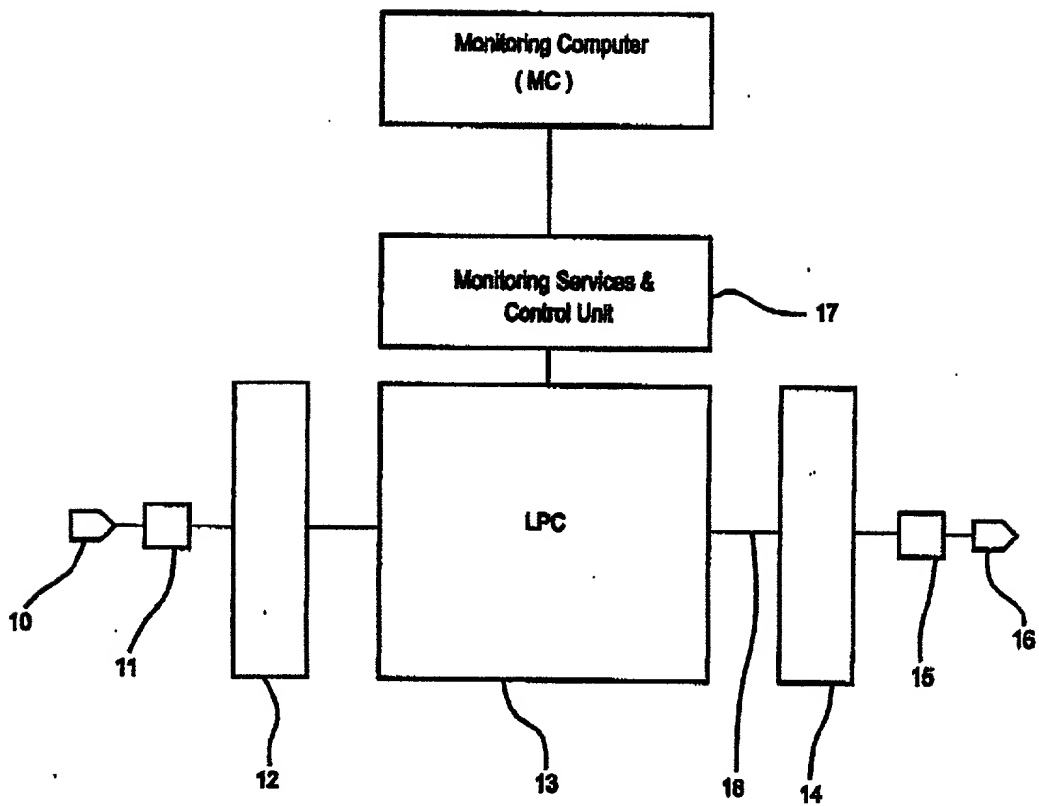 Monitoring Computer
( MC )
Monitoring Services &
Control Unit
17
LPC
10
11
12
13
18
14
15
16